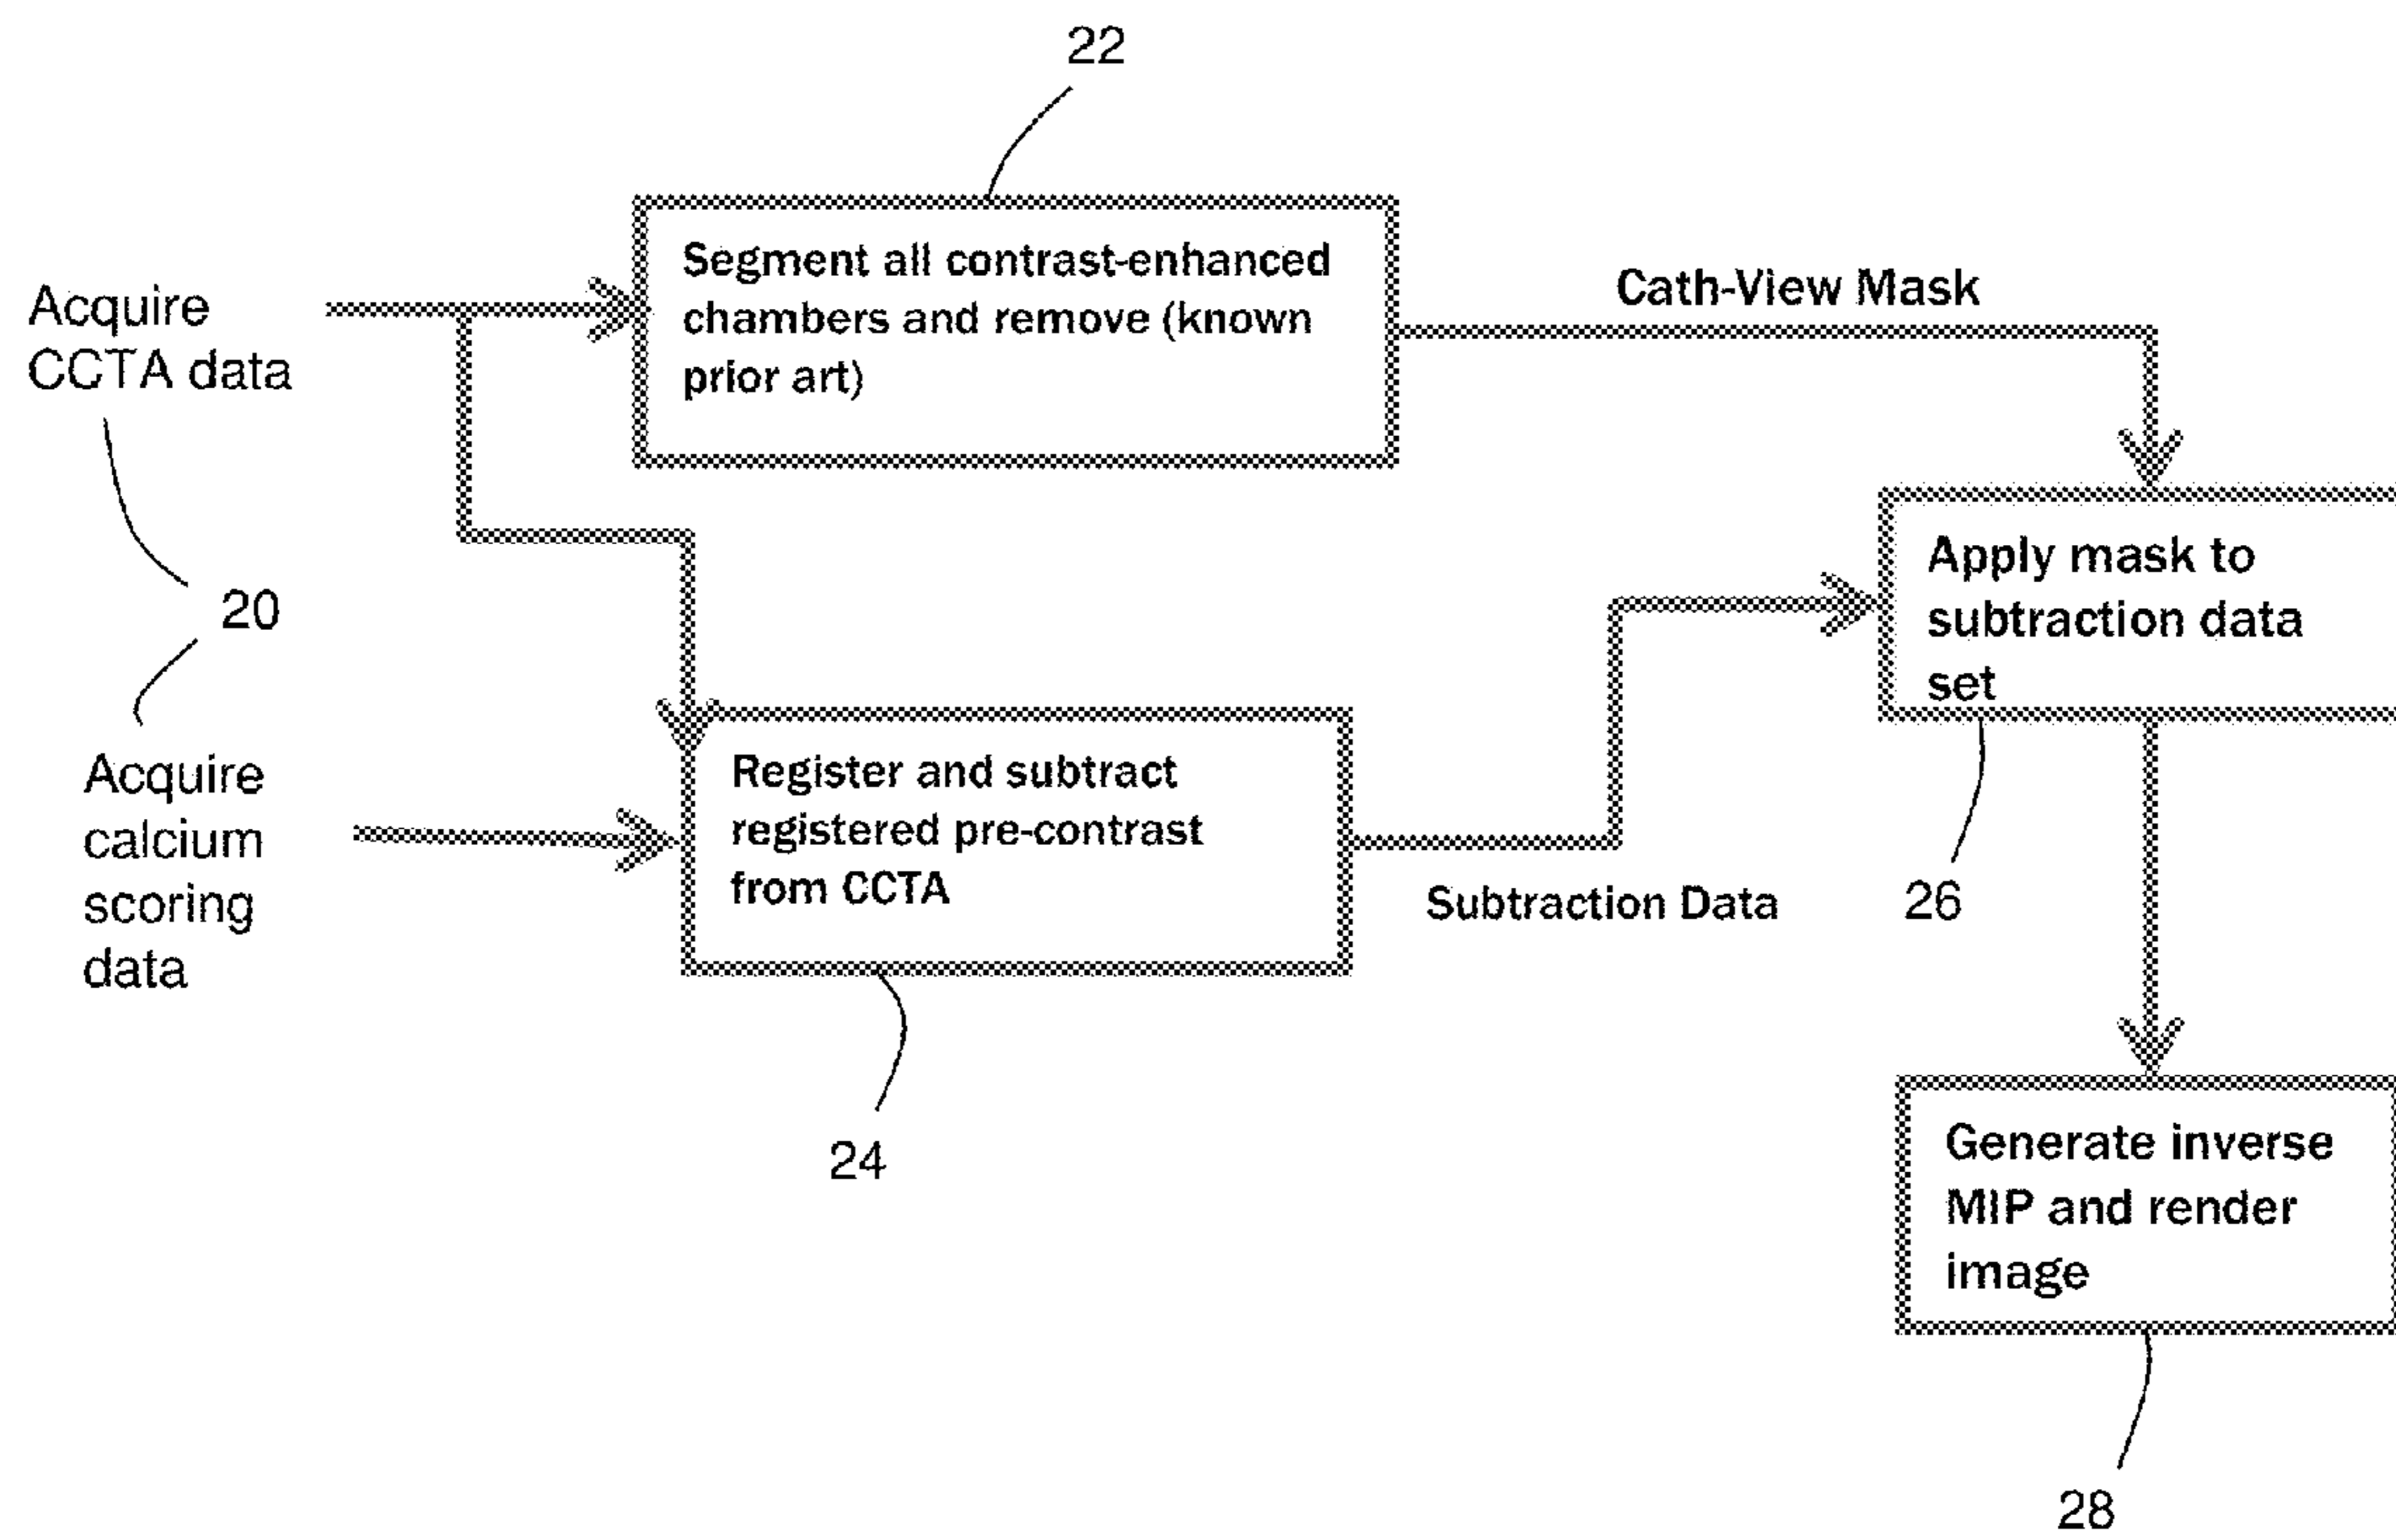 22
Segment all contrast-enhanced
chambers and remove (known
prior art)
Cath-View Mask
Acquire
CCTA data
20
Acquire
calcium
scoring
data
Register and subtract
registered pre-contrast
from CCTA
24
Subtraction Data
Apply mask to
subtraction data
set
26
Generate inverse
MIP and render
image
28